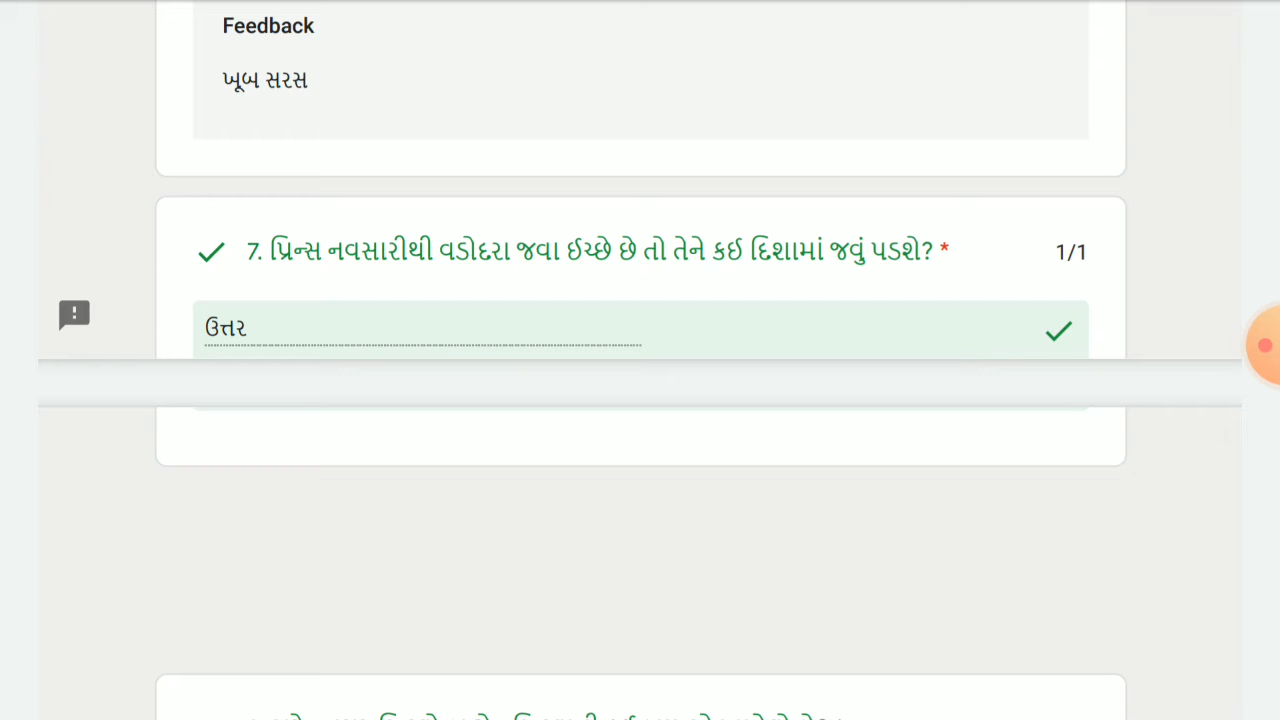 Feedback
ખૂબ સરસ
7. પ્રિન્સ નવસારીથી વડોદરા જવા ઈચ્છે છે તો તેને કઈ દિશામાં જવું પડશે? * 1/1
ઉત્તર